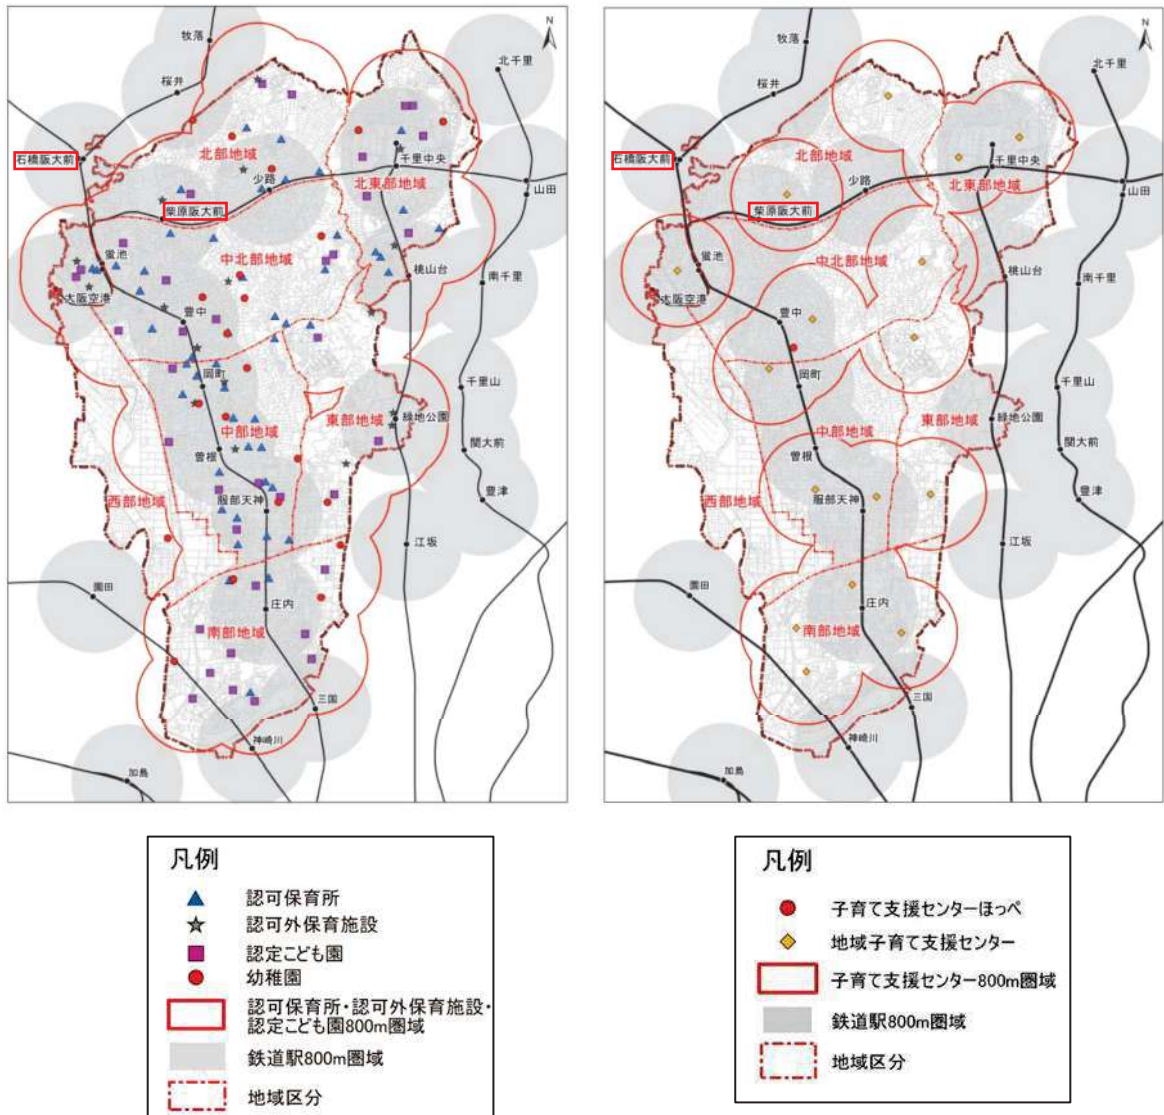 N
牧落
北千里
桜井
石橋阪大前
北部地域
千里中央
少路
北東部地域
山田
柴原阪大前
蛍池
中北部地域
桃山台
南千里
大阪空港
豊中
岡町
千里山
東部地域
緑地公園
中部地域
関大前
曽根
西部地域
服部天神
豊津
江坂
園田
庄内
南部地域
三国
神崎川
加島
凡例
認可保育所
認可外保育施設
認定こども園
幼稚園
認可保育所・認可外保育施設・
認定こども園800m圏域
鉄道駅800m圏域
地域区分
N
牧落
北千里
桜井
石橋阪大前
北部地域
千里中央
少路
北東部地域
山田
柴原阪大前
蛍池
中北部地域
桃山台
南千里
大阪空港
豊中
岡町
千里山
東部地域
緑地公園
中部地域
関大前
曽根
西部地域
服部天神
豊津
江坂
園田
庄内
南部地域
三国
神崎川
加島
凡例
子育て支援センターほっぺ
地域子育て支援センター
子育て支援センター800m圏域
鉄道駅800m圏域
地域区分